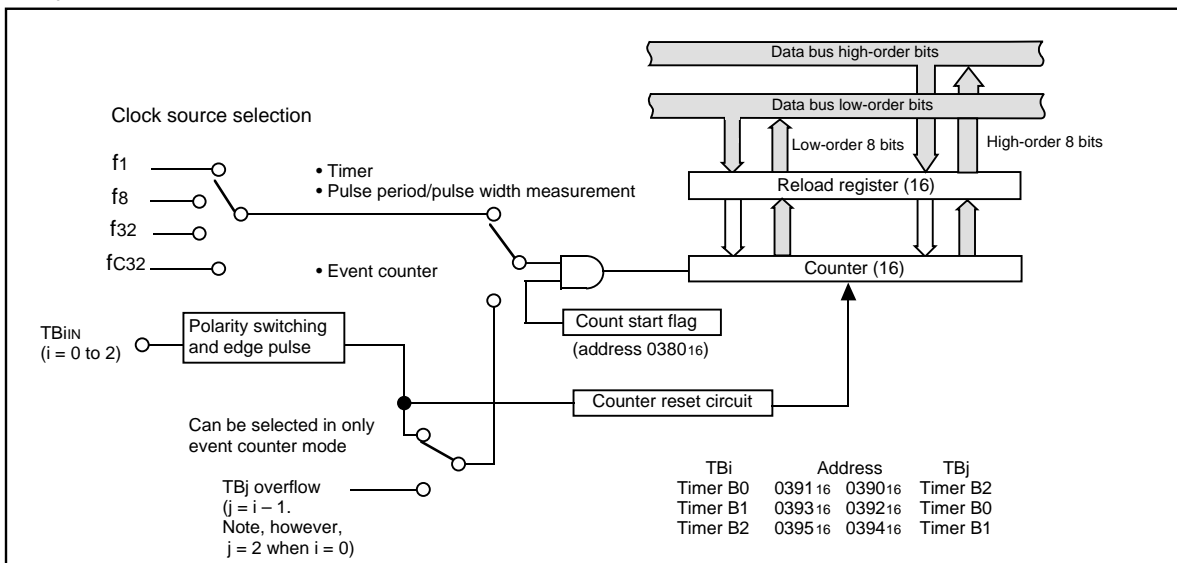 Data bus high-order bits
Data bus low-order bits
Clock source selection
Low-order 8 bits
High-order 8 bits
f1
• Timer
• Pulse period/pulse width measurement
f8
Reload register (16)
f32
fC32
• Event counter
Counter (16)
TBiIN
(i = 0 to 2)
Polarity switching
and edge pulse
Count start flag
(address 038016)
Counter reset circuit
Can be selected in only
event counter mode
TBj overflow
(j = i – 1.
Note, however,
j = 2 when i = 0)
TBi Address TBj
Timer B0 039116 039016 Timer B2
Timer B1 039316 039216 Timer B0
Timer B2 039516 039416 Timer B1